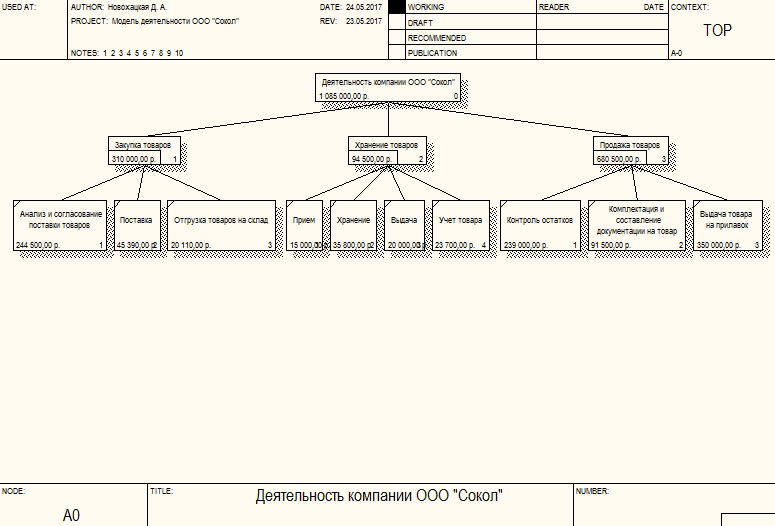 USED AT:
AUTHOR: Новохацкая Д. А.
DATE: 24.05.2017
PROJECT: Модель деятельности ООО "Сокол"
REV: 23.05.2017
NOTES: 1 2 3 4 5 6 7 8 9 10
WORKING
DRAFT
RECOMMENDED
PUBLICATION
READER
DATE
CONTEXT:
TOP
A-0
Деятельность компании ООО "Сокол"
1 085 000,00 р. 0
Закупка товаров
310 000,00 р. 1
Хранение товаров
94 500,00 р. 2
Продажа товаров
680 500,00 р. 3
Анализ и согласование
поставки товаров
244 500,00 р. 1
Поставка
45 390,00 р. 2
Отгрузка товаров на склад
20 110,00 р. 3
Прием
15 000,00
Хранение
35 800,00 р. 2
Выдача
20 000,00
Учет товара
23 700,00 р. 4
Контроль остатков
239 000,00 р. 1
Комплектация и
составление
документации на товар
91 500,00 р. 2
Выдача товара
на прилавок
350 000,00 р. 3
NODE:
A0
TITLE:
Деятельность компании ООО "Сокол"
NUMBER: